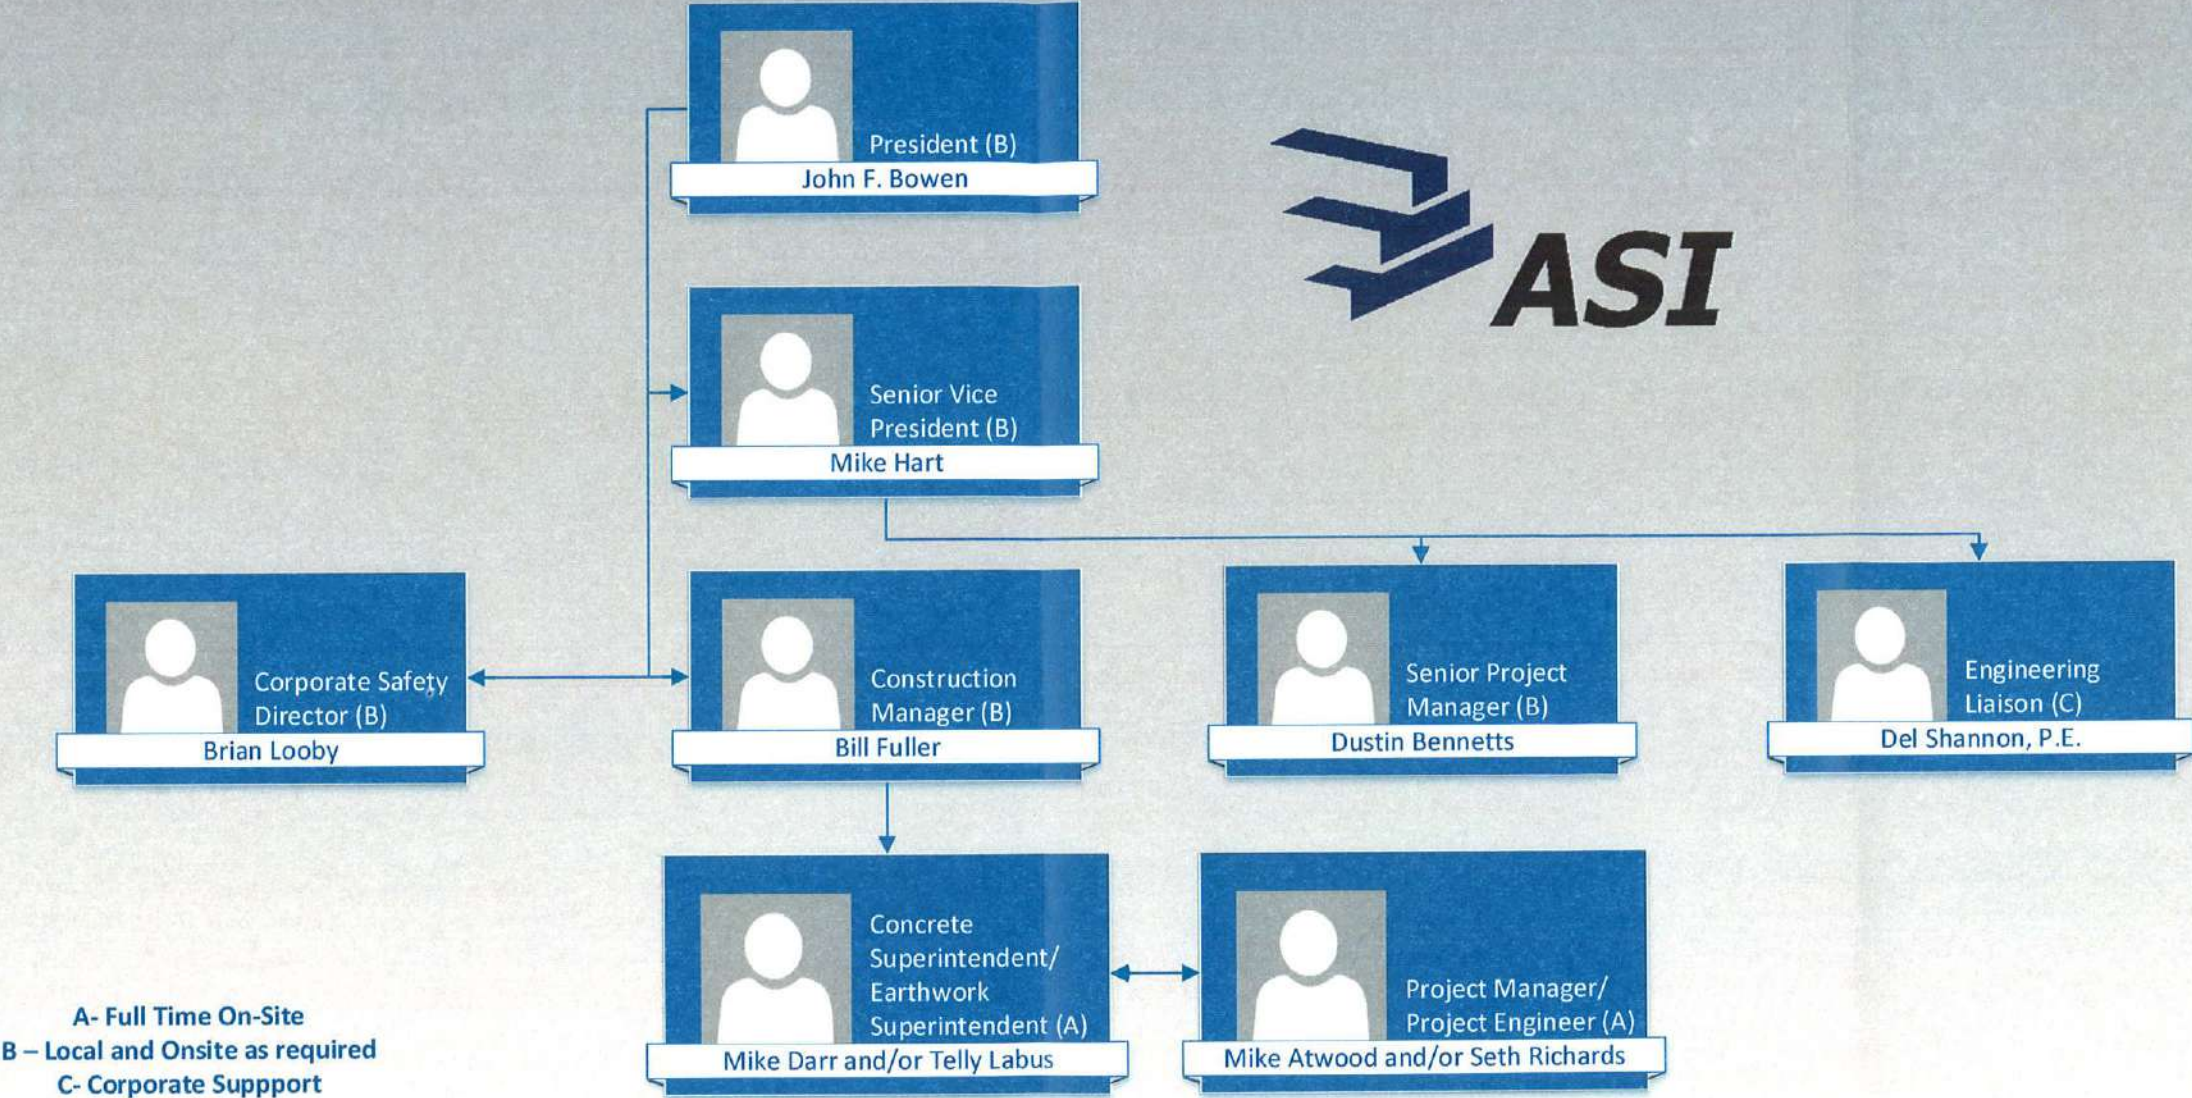 President (B)
John F. Bowen
ASI
Senior Vice
President (B)
Mike Hart
Corporate Safety
Director (B)
Brian Looby
Construction
Manager (B)
Bill Fuller
Senior Project
Manager (B)
Dustin Bennetts
Engineering
Liaison (C)
Del Shannon, P.E.
Concrete
Superintendent/
Earthwork
Superintendent (A)
Mike Darr and/or Telly Labus
Project Manager/
Project Engineer (A)
Mike Atwood and/or Seth Richards
A- Full Time On-Site
B – Local and Onsite as required
C- Corporate Suppport